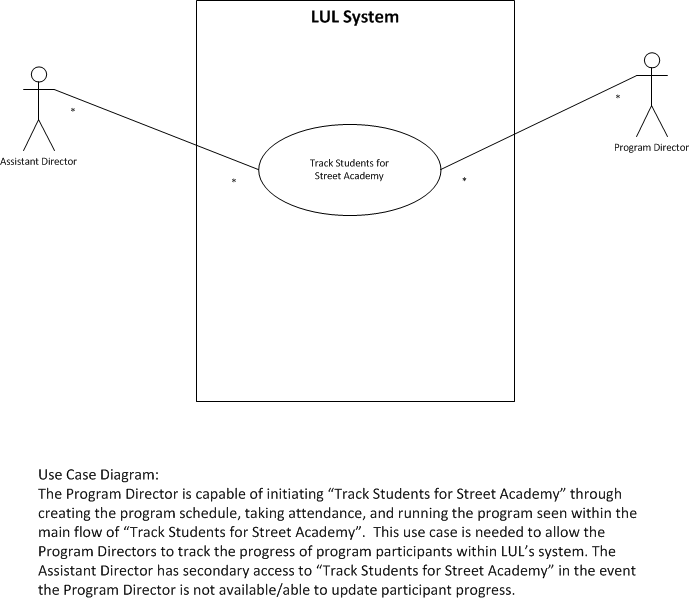 LUL System
*
*
Assistant Director
Program Director
Track Students for
Street Academy
*
*
Use Case Diagram:
The Program Director is capable of initiating “Track Students for Street Academy” through
creating the program schedule, taking attendance, and running the program seen within the
main flow of “Track Students for Street Academy”.  This use case is needed to allow the
Program Directors to track the progress of program participants within LUL’s system. The
Assistant Director has secondary access to “Track Students for Street Academy” in the event
the Program Director is not available/able to update participant progress.